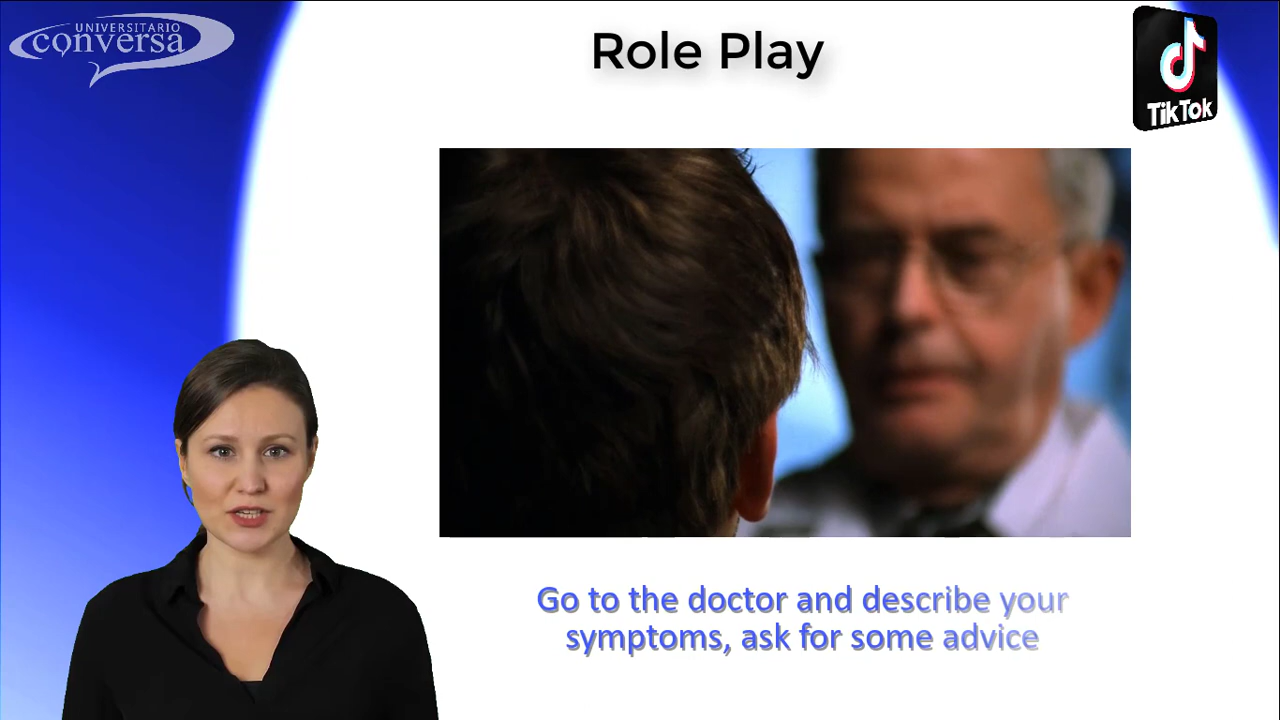 UNIVERSITARIO
conversa
Role Play
TikTok
Go to the doctor and describe your
symptoms, ask for some advice